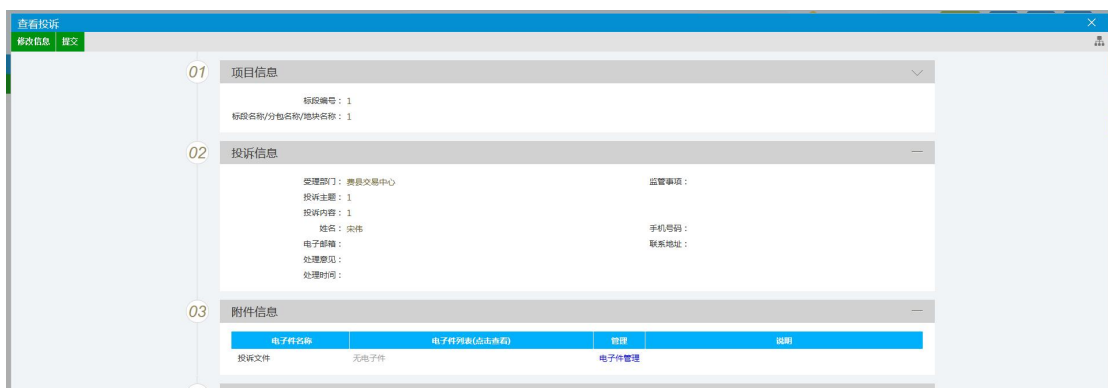 查看投诉
修改信息 提交
01 项目信息
标段编号： 1
标段名称/分包名称/地块名称： 1
02 投诉信息
受理部门： 费县交易中心 监管事项：
投诉主题： 1
投诉内容： 1
姓名： 宋伟 手机号码：
电子邮箱： 联系地址：
处理意见：
处理时间：
03 附件信息
电子件名称 电子件列表(点击查看) 管理 说明
投诉文件 无电子件 电子件管理